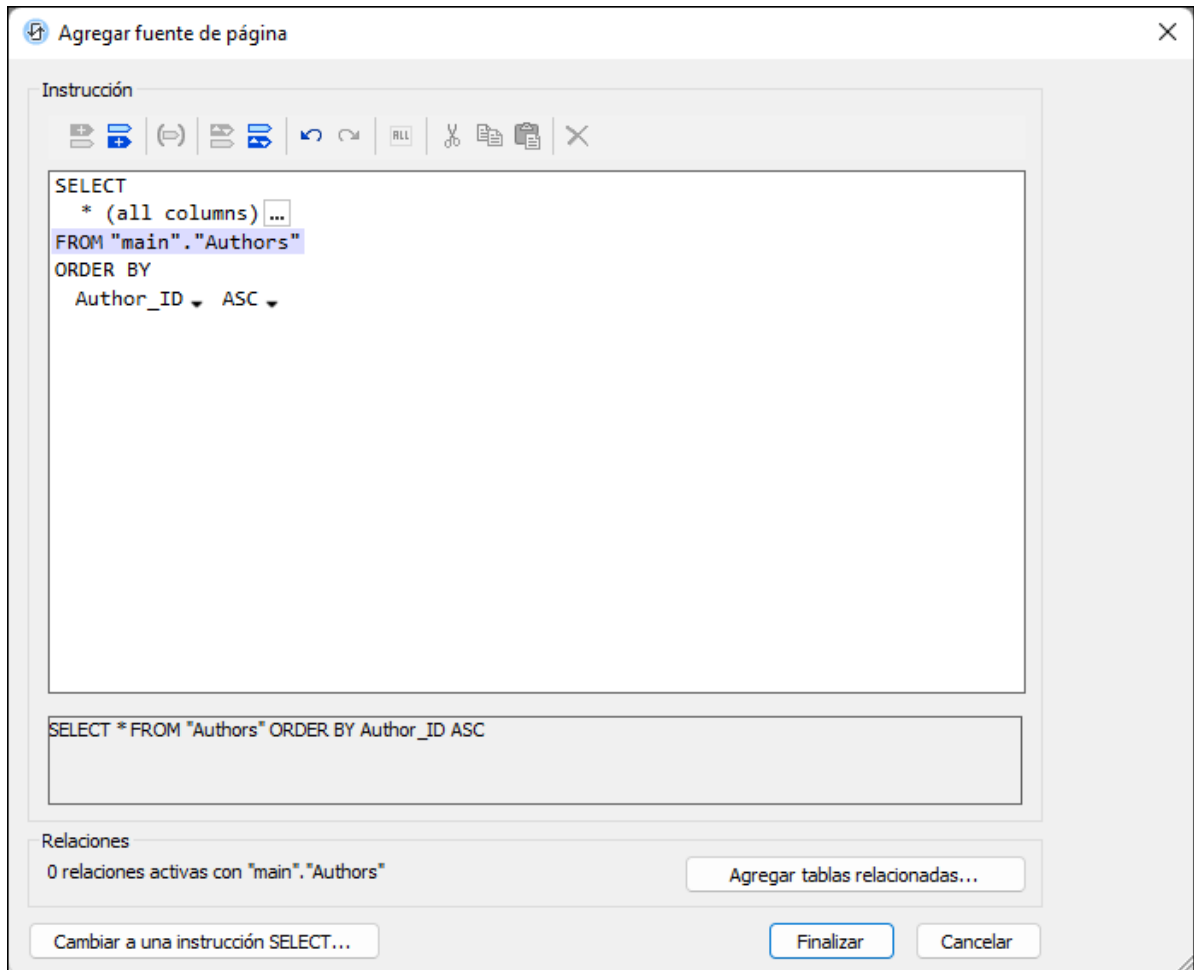 Agregar fuente de página
Instrucción
ALL
SELECT
* (all columns) ...
FROM "main"."Authors"
ORDER BY
Author_ID ASC
SELECT * FROM "Authors" ORDER BY Author_ID ASC
Relaciones
0 relaciones activas con "main"."Authors"
Agregar tablas relacionadas...
Cambiar a una instrucción SELECT... Finalizar Cancelar